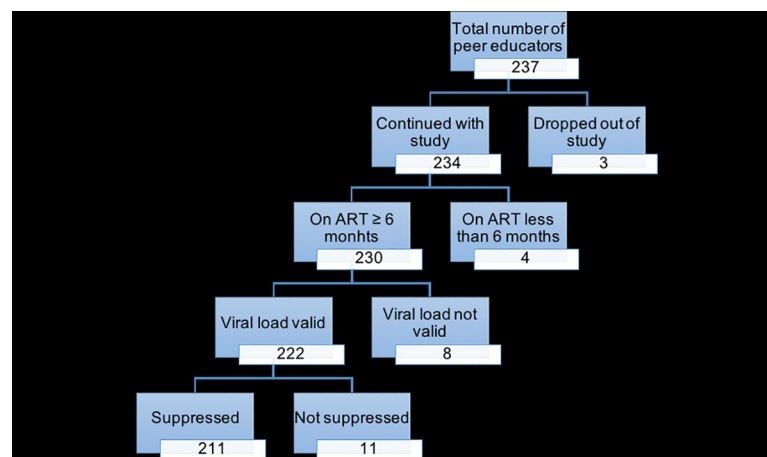 Total number of
peer educators
237
Continued with
study
234
Dropped out of
study
3
On ART ≥ 6
monhts
230
On ART less
than 6 months
4
Viral load valid
222
Viral load not
valid
8
Suppressed
211
Not suppressed
11